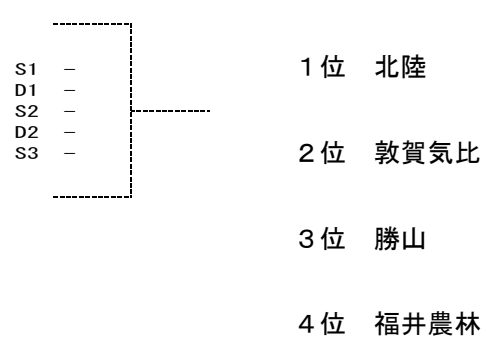 S1 －
D1 －
S2 －
D2 －
S3 －
１位 北陸
２位 敦賀気比
３位 勝山
４位 福井農林